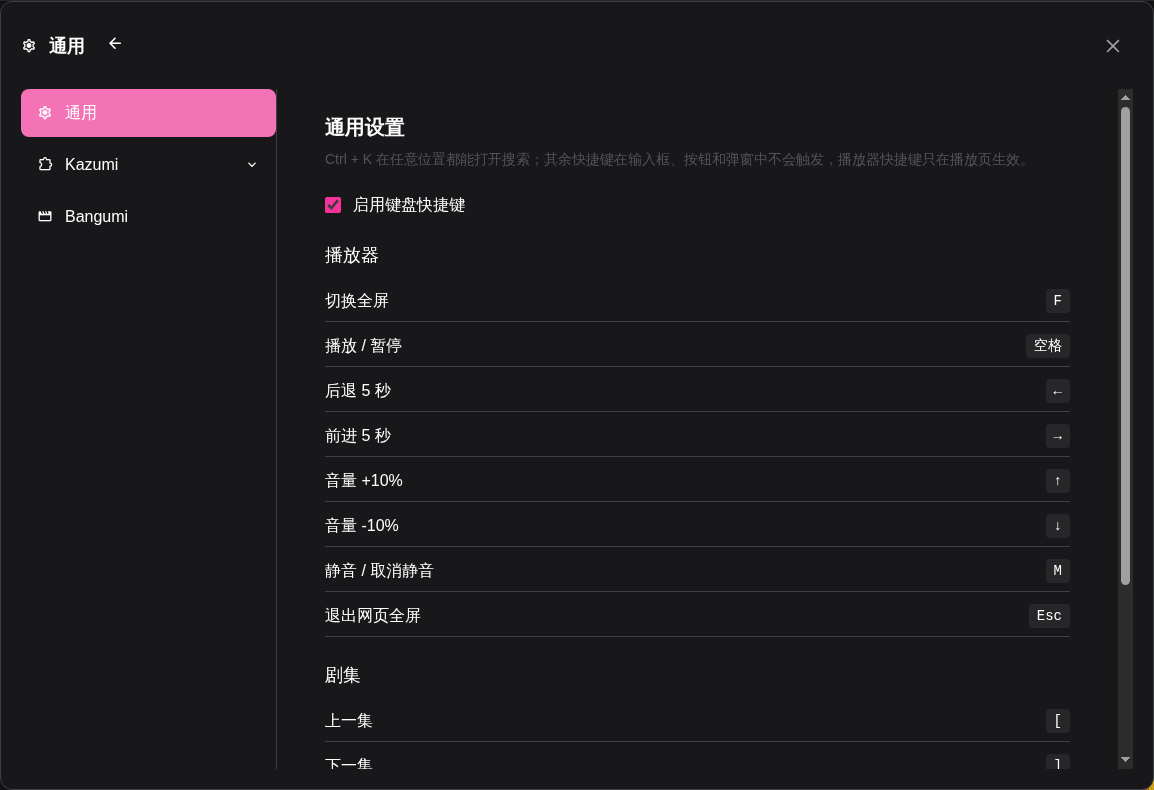 通用
通用
Kazumi
Bangumi
通用设置
Ctrl + K 在任意位置都能打开搜索；其余快捷键在输入框、按钮和弹窗中不会触发，播放器快捷键只在播放页生效。
启用键盘快捷键
播放器
切换全屏 F
播放 / 暂停 空格
后退 5 秒 ←
前进 5 秒 →
音量 +10% ↑
音量 -10% ↓
静音 / 取消静音 M
退出网页全屏 Esc
剧集
上一集 [
下一集 ]